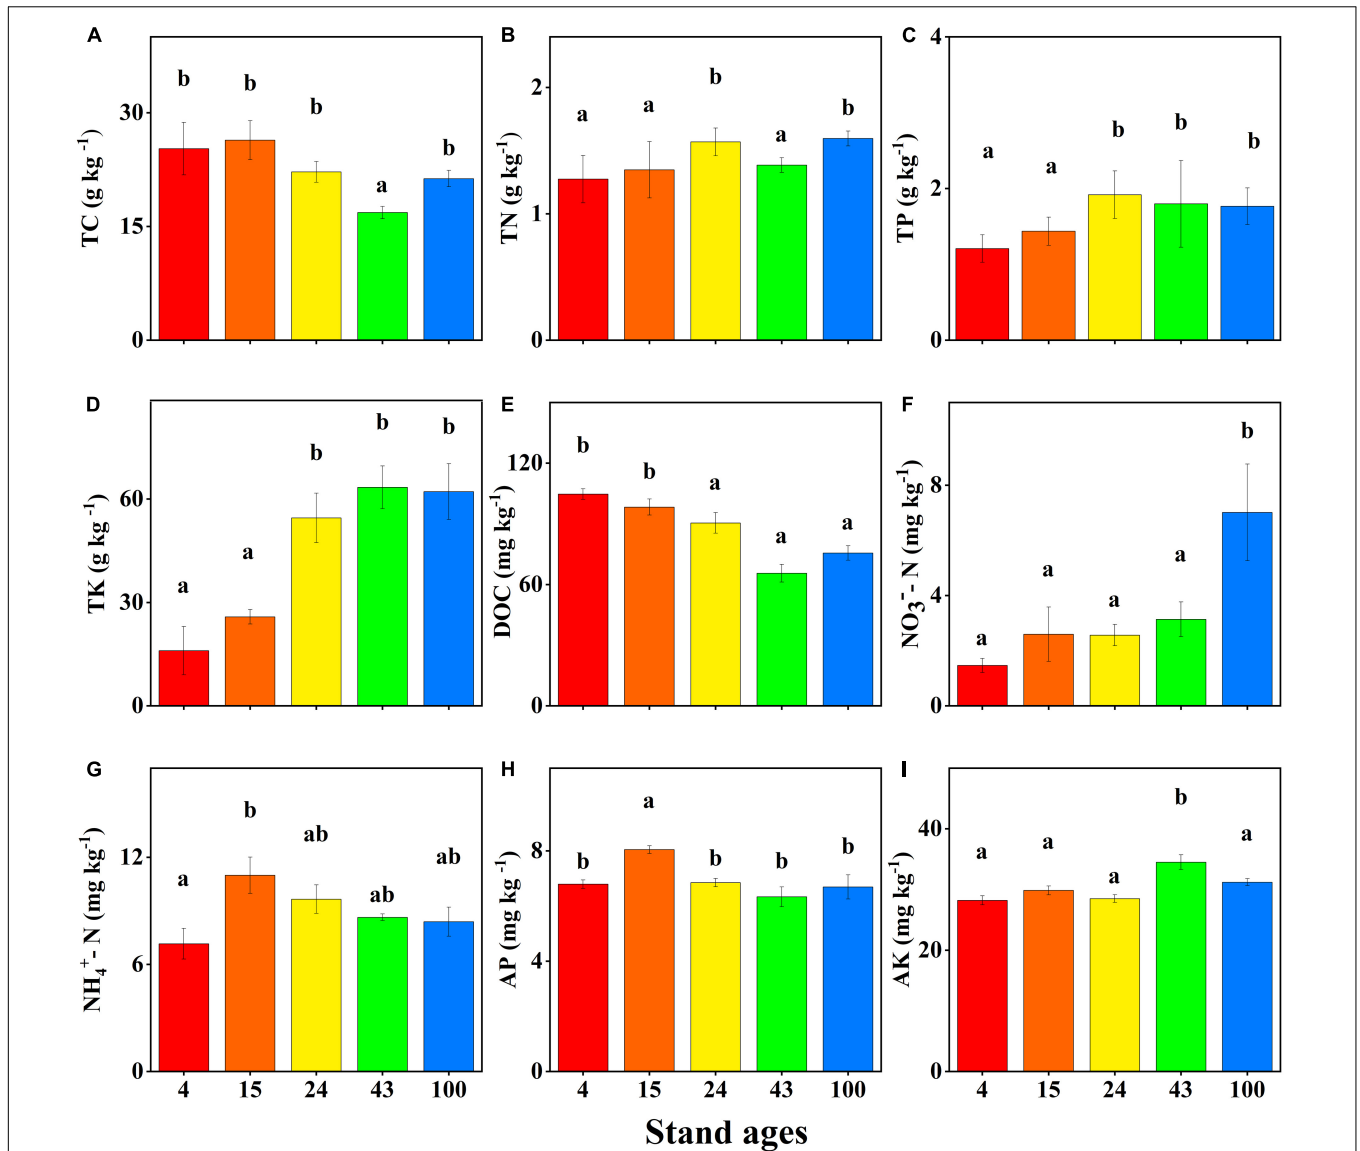 A
B
C
TC (g kg⁻¹)
30
15
0
b
b
b
a
b
TN (g kg⁻¹)
2
1
0
a
a
b
a
b
TP (g kg⁻¹)
4
2
0
a
a
b
b
b
D
E
F
TK (g kg⁻¹)
60
30
0
a
a
b
b
b
DOC (mg kg⁻¹)
120
60
0
b
b
a
a
a
NO₃⁻- N (mg kg⁻¹)
8
4
0
a
a
a
a
b
G
H
I
NH₄⁺- N (mg kg⁻¹)
12
6
0
a
b
ab
ab
ab
4 15 24 43 100
AP (mg kg⁻¹)
8
4
0
b
a
b
b
b
4 15 24 43 100
AK (mg kg⁻¹)
40
20
0
a
a
a
b
a
4 15 24 43 100
Stand ages